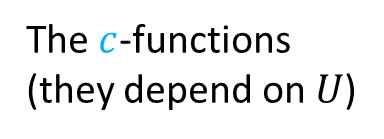 The c-functions
(they depend on U)